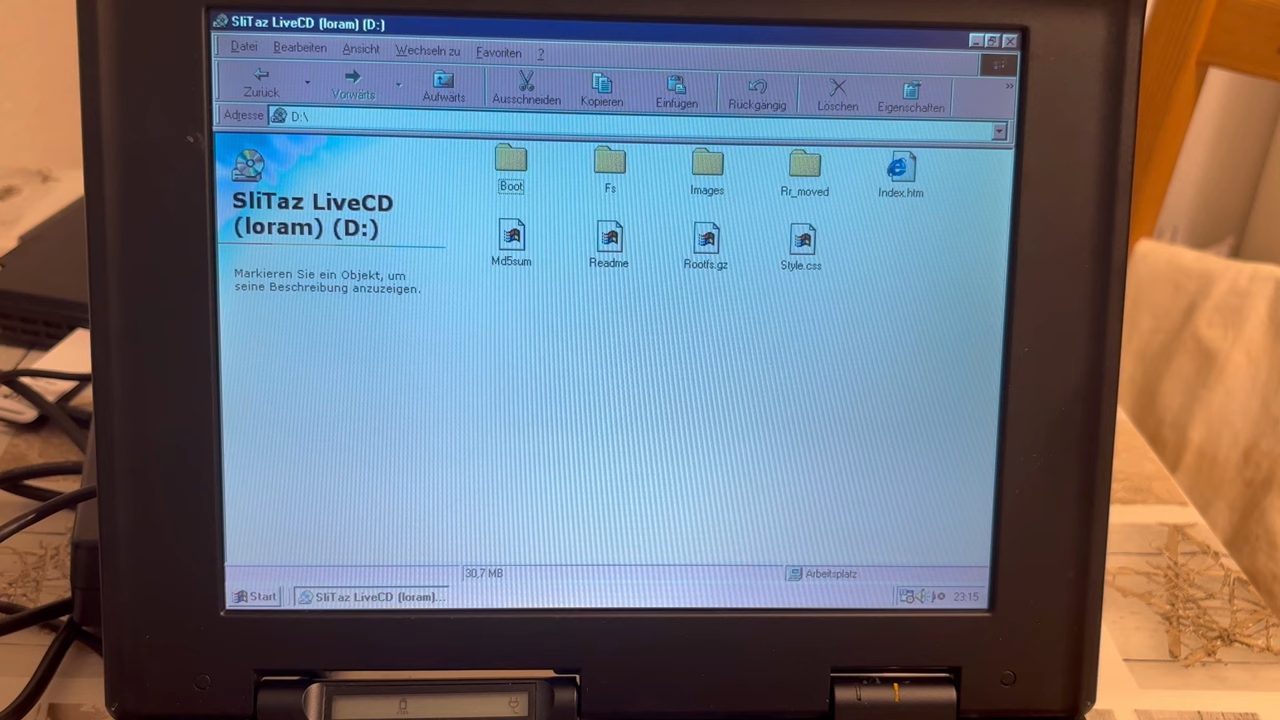 SliTaz LiveCD (loram) (D:)
Datei Bearbeiten Ansicht Wechseln zu Favoriten ?
Zurück Vorwärts Aufwärts Ausschneiden Kopieren Einfügen Rückgängig Löschen Eigenschaften »
Adresse D:\
Boot Fs Images Rr_moved Index.htm
SliTaz LiveCD
(loram) (D:)
Md5sum Readme Rootfs.gz Style.css
Markieren Sie ein Objekt, um
seine Beschreibung anzuzeigen.
30,7 MB Arbeitsplatz
Start SliTaz LiveCD (loram)... 23:15